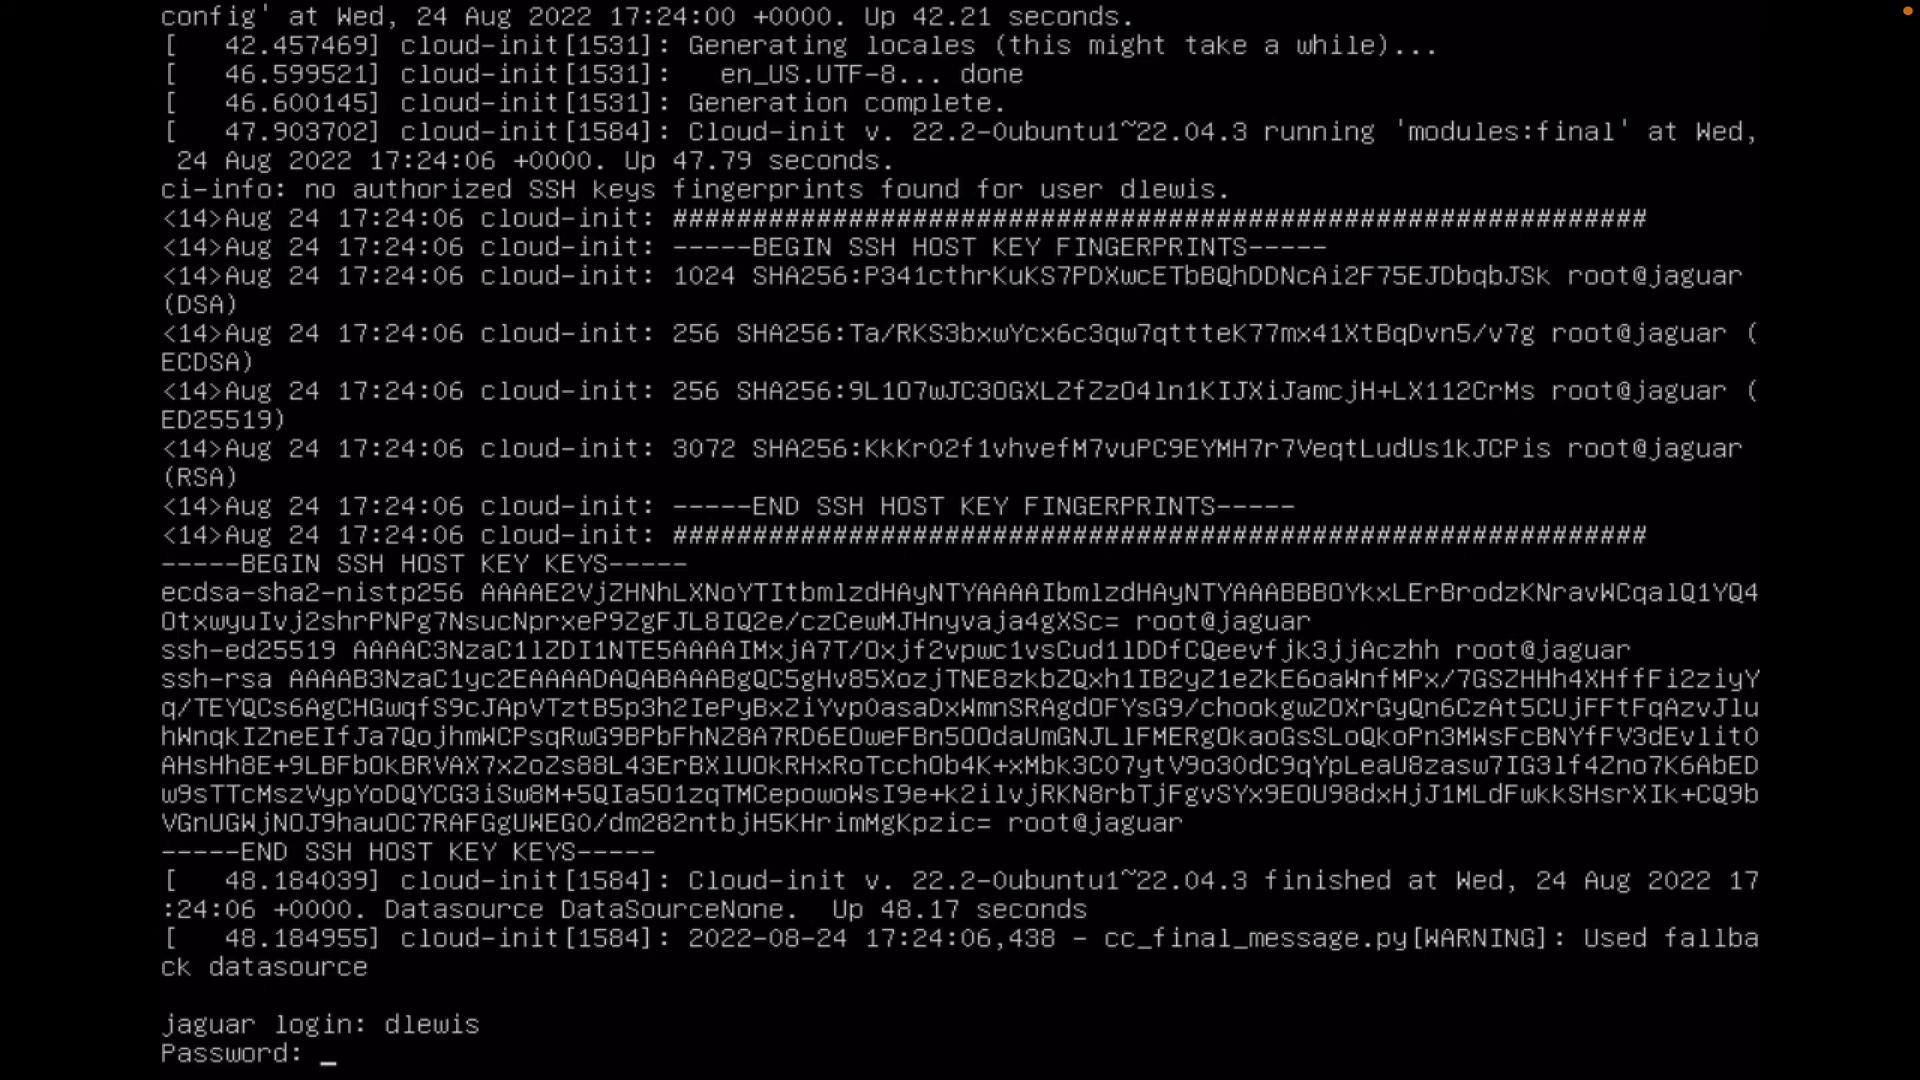 config' at Wed, 24 Aug 2022 17:24:00 +0000. Up 42.21 seconds.
[   42.457469] cloud-init[1531]: Generating locales (this might take a while)...
[   46.599521] cloud-init[1531]:   en_US.UTF-8... done
[   46.600145] cloud-init[1531]: Generation complete.
[   47.903702] cloud-init[1584]: Cloud-init v. 22.2-0ubuntu1~22.04.3 running 'modules:final' at Wed,
 24 Aug 2022 17:24:06 +0000. Up 47.79 seconds.
ci-info: no authorized SSH keys fingerprints found for user dlewis.
<14>Aug 24 17:24:06 cloud-init: #############################################################
<14>Aug 24 17:24:06 cloud-init: -----BEGIN SSH HOST KEY FINGERPRINTS-----
<14>Aug 24 17:24:06 cloud-init: 1024 SHA256:P341cthrKuKS7PDXwcETbBQhDDNcAi2F75EJDbqbJSk root@jaguar
(DSA)
<14>Aug 24 17:24:06 cloud-init: 256 SHA256:Ta/RKS3bxwYcx6c3qw7qttteK77mx41XtBqDvn5/v7g root@jaguar (
ECDSA)
<14>Aug 24 17:24:06 cloud-init: 256 SHA256:9L1O7wJC3OGXLZfZzO4ln1KIJXiJamcjH+LX112CrMs root@jaguar (
ED25519)
<14>Aug 24 17:24:06 cloud-init: 3072 SHA256:KkKrO2f1vhvefM7vuPC9EYMH7r7VeqtLudUs1kJCPis root@jaguar
(RSA)
<14>Aug 24 17:24:06 cloud-init: -----END SSH HOST KEY FINGERPRINTS-----
<14>Aug 24 17:24:06 cloud-init: #############################################################
-----BEGIN SSH HOST KEY KEYS-----
ecdsa-sha2-nistp256 AAAAE2VjZHNhLXNoYTItbmlzdHAyNTYAAAAIbmlzdHAyNTYAAABBBOYkxLErBrodzKNravWCqalQ1YQ4
OtxwyuIvj2shrPNPg7NsucNprxeP9ZgFJL8IQ2e/czCewMJHnyvaja4gXSc= root@jaguar
ssh-ed25519 AAAAC3NzaC1lZDI1NTE5AAAAIMxjA7T/Oxjf2vpwc1vsCud1lDDfCQeevfjk3jjAczhh root@jaguar
ssh-rsa AAAAB3NzaC1yc2EAAAADAQABAAABgQC5gHv85XozjTNE8zkbZQxh1IB2yZ1eZkE6oaWnfMPx/7GSZHHh4XHffFi2ziyY
q/TEYQCs6AgCHGwqfS9cJApVTztB5p3h2IePyBxZiYvpOasaDxWmnSRAgdOFYsG9/chookgwZOXrGyQn6CzAt5CUjFFtFqAzvJlu
hWnqkIZneEIfJa7QojhmWCPsqRwG9BPbFhNZ8A7RD6EOweFBn5OOdaUmGNJLlFMERgOkaoGsSLoQkoPn3MWsFcBNYfFV3dEvlitO
AHsHh8E+9LBFbOkBRVAX7xZoZs88L43ErBXlUOkRHxRoTcchOb4K+xMbk3CO7ytV9o3OdC9qYpLeaU8zasw7IG3lf4Zno7K6AbED
w9sTTcMszVypYoDQYCG3iSw8M+5QIa5O1zqTMCepowoWsI9e+k2ilvjRKN8rbTjFgvSYx9EOU98dxHjJ1MLdFwkkSHsrXIk+CQ9b
VGnUGWjNOJ9hauOC7RAFGgUWEGO/dm282ntbjH5KHrimMgKpzic= root@jaguar
-----END SSH HOST KEY KEYS-----
[   48.184039] cloud-init[1584]: Cloud-init v. 22.2-0ubuntu1~22.04.3 finished at Wed, 24 Aug 2022 17
:24:06 +0000. Datasource DataSourceNone.  Up 48.17 seconds
[   48.184955] cloud-init[1584]: 2022-08-24 17:24:06,438 - cc_final_message.py[WARNING]: Used fallba
ck datasource
jaguar login: dlewis
Password: _